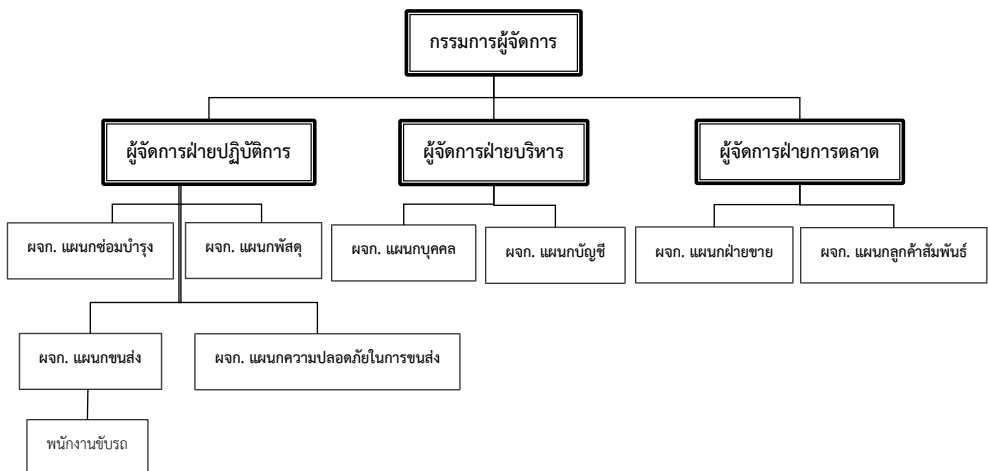 กรรมการผู้จัดการ
ผู้จัดการฝ่ายปฏิบัติการ
ผู้จัดการฝ่ายบริหาร
ผู้จัดการฝ่ายการตลาด
ผจก. แผนกซ่อมบำรุง
ผจก. แผนกพัสดุ
ผจก. แผนกบุคคล
ผจก. แผนกบัญชี
ผจก. แผนกฝ่ายขาย
ผจก. แผนกลูกค้าสัมพันธ์
ผจก. แผนกขนส่ง
ผจก. แผนกความปลอดภัยในการขนส่ง
พนักงานขับรถ